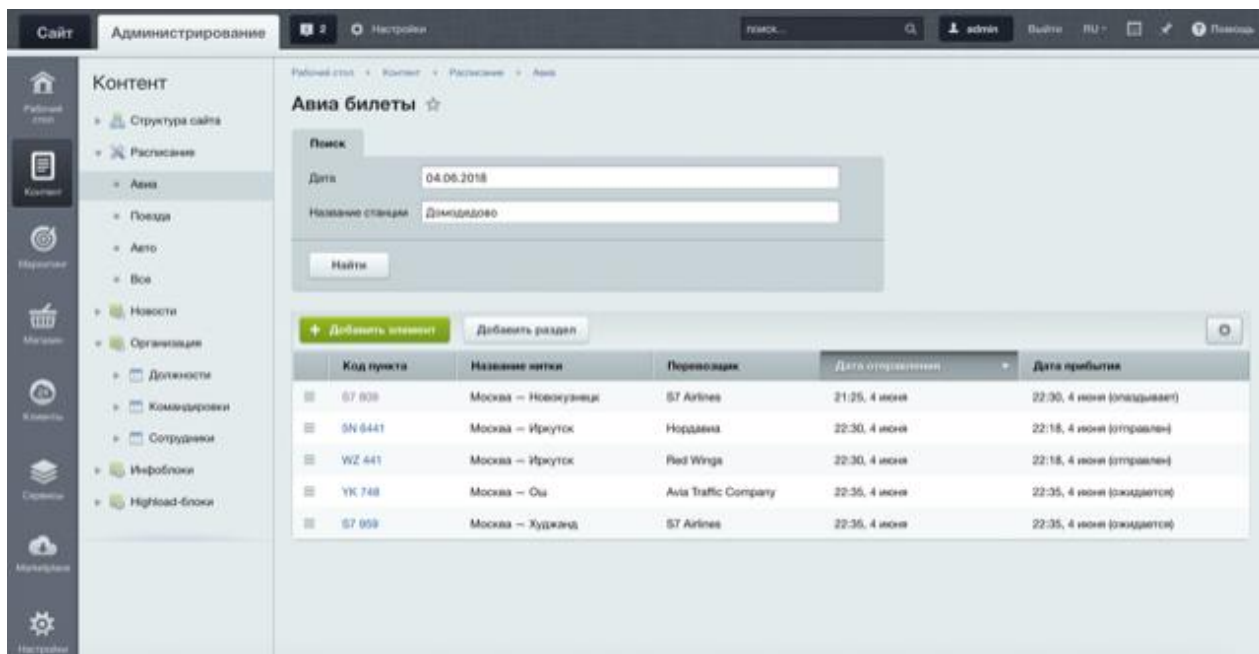 Сайт
Администрирование
2
Настройки
поиск...
admin
Выйти
RU
Помощь
Рабочий стол
Контент
Маркетинг
Магазин
Клиенты
Сервисы
Marketplace
Настройки
Контент
Структура сайта
Расписание
Авиа
Поезда
Авто
Все
Новости
Организация
Должности
Командировки
Сотрудники
Инфоблоки
Highload-блоки
Рабочий стол Контент Расписание Авиа
Авиа билеты
Поиск
Дата 04.06.2018
Название станции Домодедово
Найти
+ Добавить элемент Добавить раздел
Код пункта Название нитки Перевозчик Дата отправления Дата прибытия
S7 809 Москва — Новокузнецк S7 Airlines 21:25, 4 июня 22:30, 4 июня (опаздывает)
5N 6441 Москва — Иркутск Нордавиа 22:30, 4 июня 22:18, 4 июня (отправлен)
WZ 441 Москва — Иркутск Red Wings 22:30, 4 июня 22:18, 4 июня (отправлен)
YK 748 Москва — Ош Avia Traffic Company 22:35, 4 июня 22:35, 4 июня (ожидается)
S7 959 Москва — Худжанд S7 Airlines 22:35, 4 июня 22:35, 4 июня (ожидается)